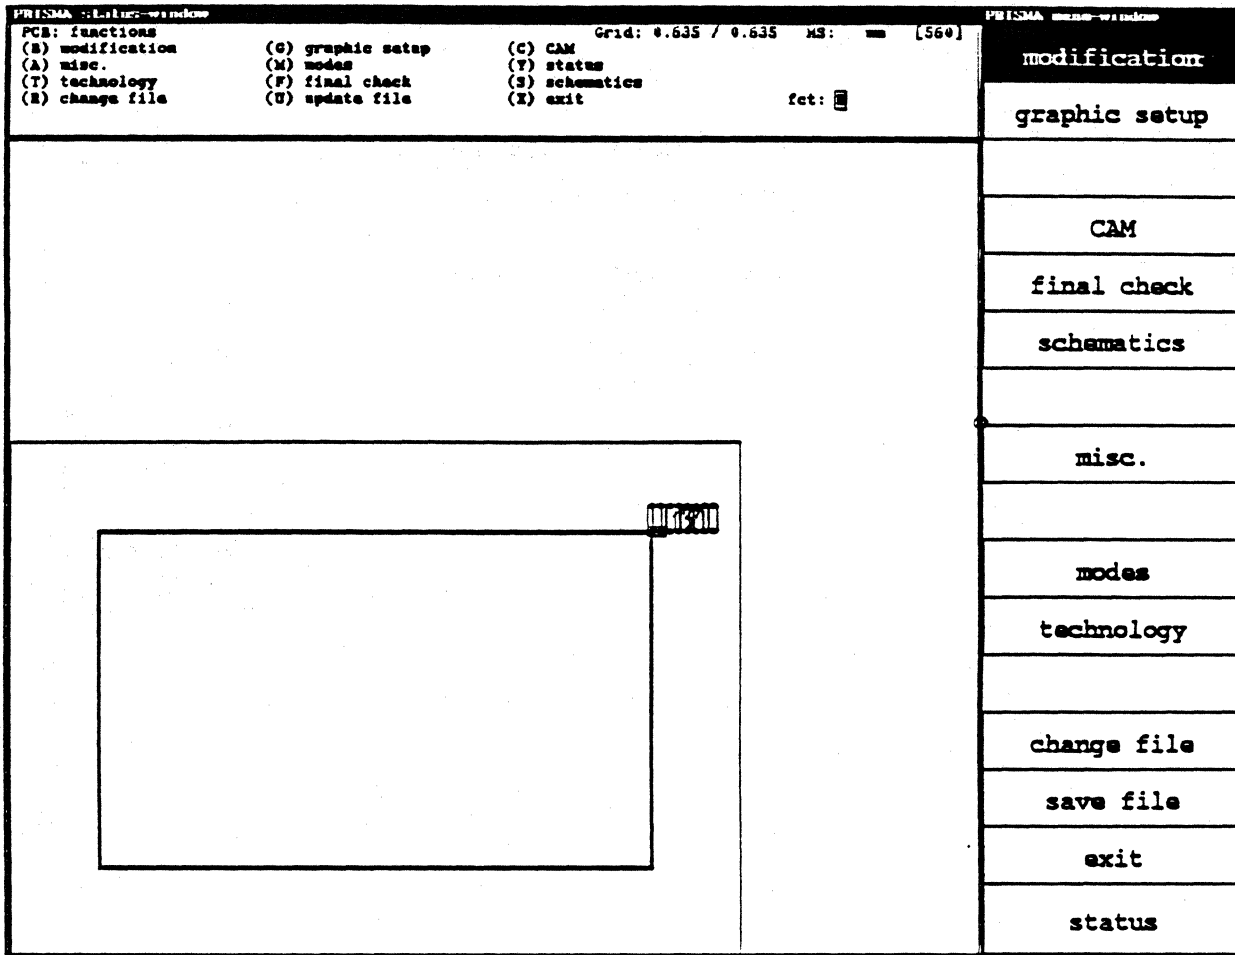 PRISMA status-window
PCB: functions Grid: 0.635 / 0.635 MS: mm [560]
(B) modification (G) graphic setup (C) CAM
(A) misc. (M) modes (Y) status
(T) technology (F) final check (S) schematics
(R) change file (U) update file (X) exit fct:
PRISMA menu-window
modification
graphic setup
CAM
final check
schematics
misc.
modes
technology
change file
save file
exit
status